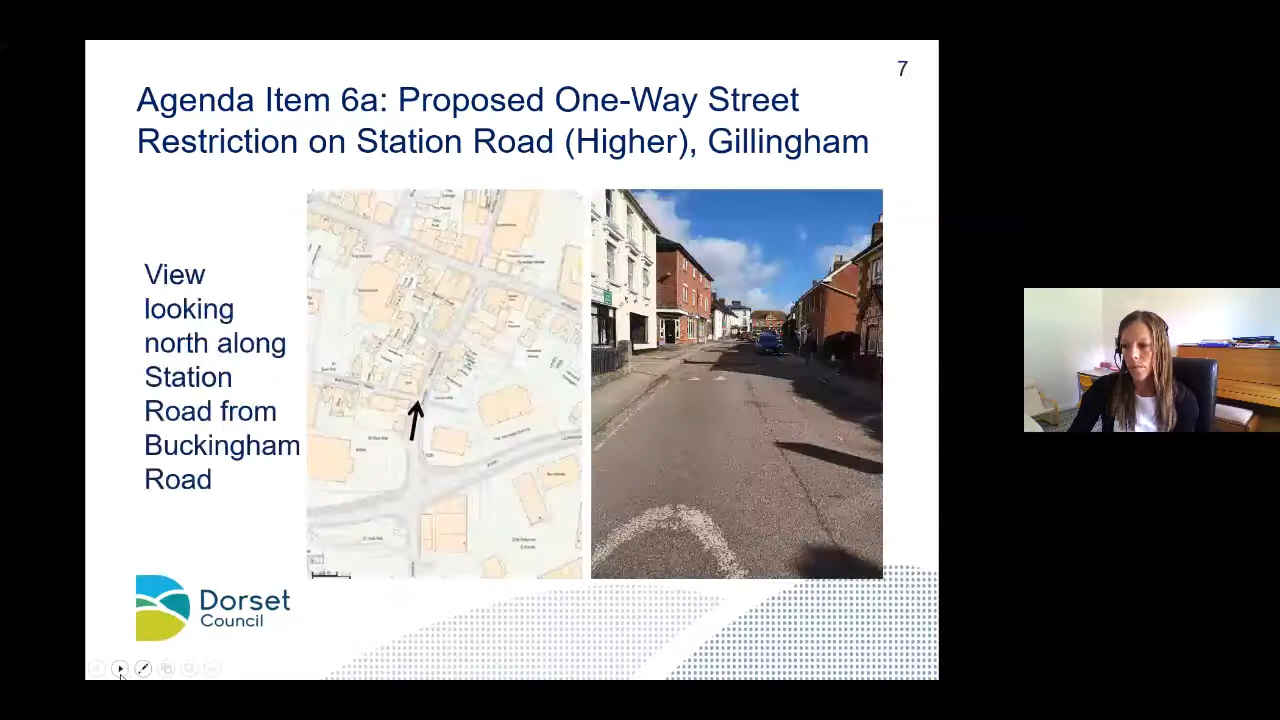 7
Agenda Item 6a: Proposed One-Way Street
Restriction on Station Road (Higher), Gillingham
View
looking
north along
Station
Road from
Buckingham
Road
Dorset
Council